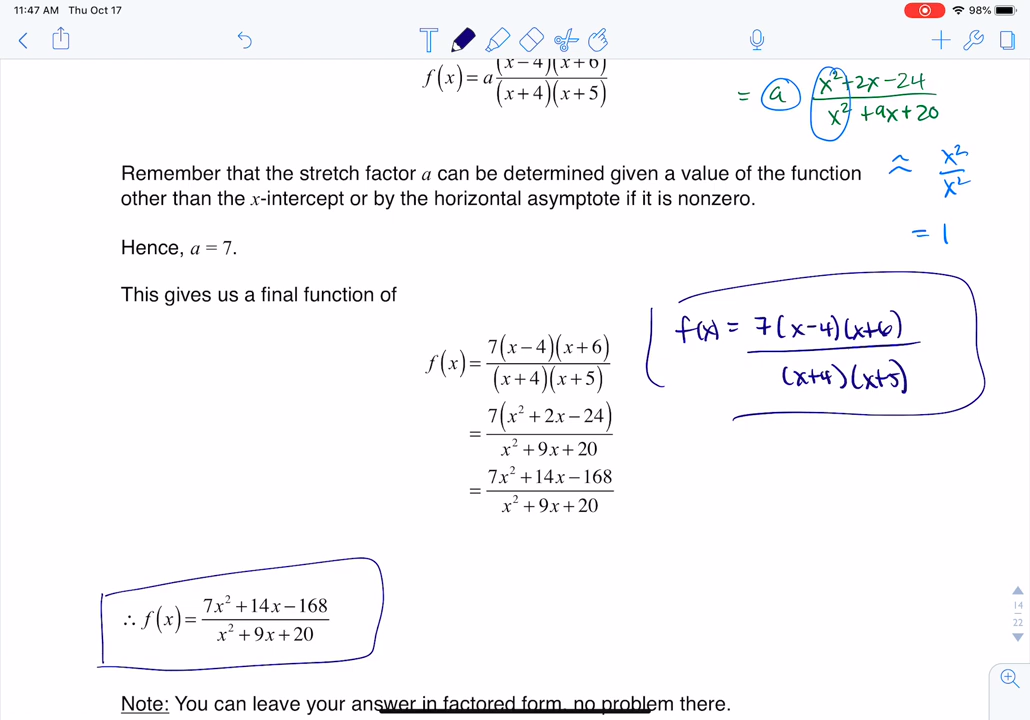 11:47 AM Thu Oct 17
98%
T
f(x) = a (x − 4)(x + 6) / (x + 4)(x + 5)
= a x² + 2x − 24 / x² + 9x + 20
≈ x² / x²
= 1
Remember that the stretch factor a can be determined given a value of the function
other than the x-intercept or by the horizontal asymptote if it is nonzero.
Hence, a = 7.
This gives us a final function of
f(x) = 7(x − 4)(x + 6) / (x + 4)(x + 5)
= 7(x² + 2x − 24) / x² + 9x + 20
= 7x² + 14x − 168 / x² + 9x + 20
f(x) = 7(x−4)(x+6) / (x+4)(x+5)
∴ f(x) = 7x² + 14x − 168 / x² + 9x + 20
14
22
Note: You can leave your answer in factored form, no problem there.